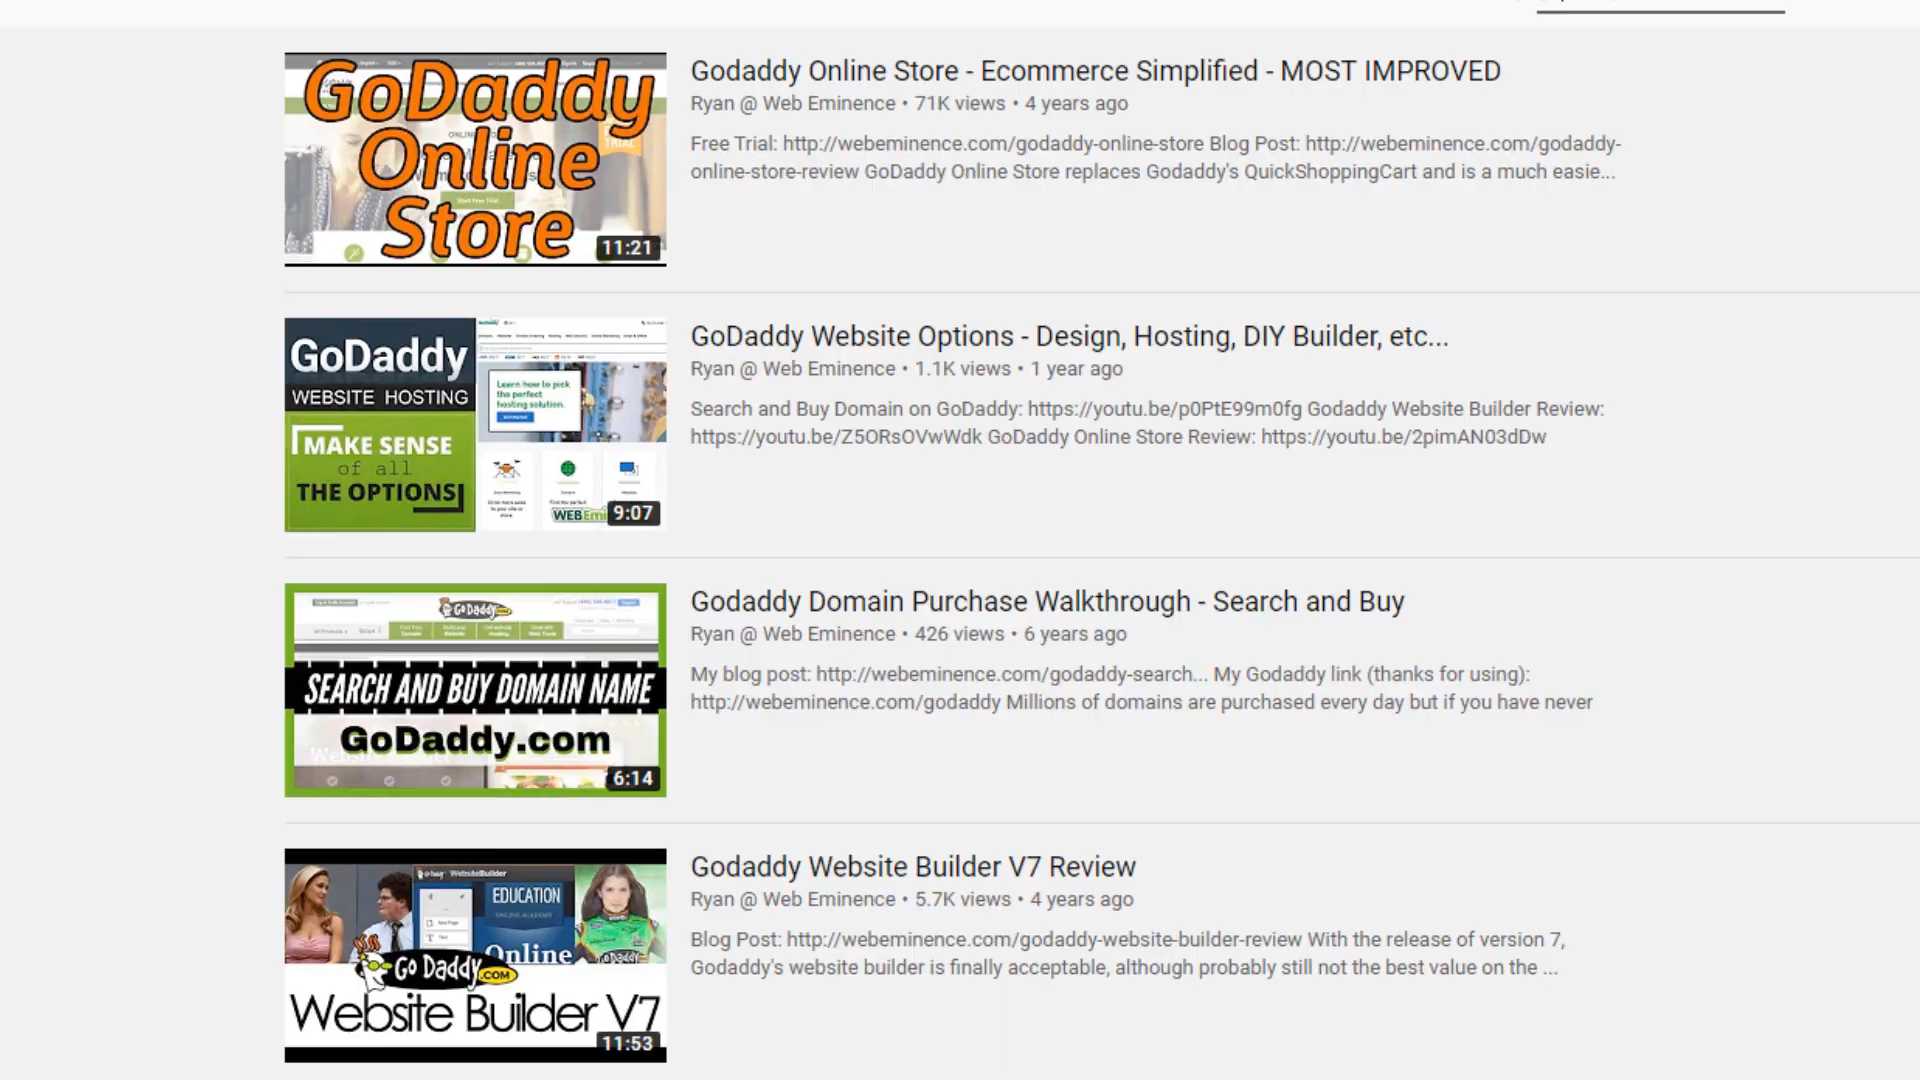 GoDaddy
Online
Store
11:21
Godaddy Online Store - Ecommerce Simplified - MOST IMPROVED
Ryan @ Web Eminence • 71K views • 4 years ago
Free Trial: http://webeminence.com/godaddy-online-store Blog Post: http://webeminence.com/godaddy-
online-store-review GoDaddy Online Store replaces Godaddy's QuickShoppingCart and is a much easie...
GoDaddy
WEBSITE HOSTING
MAKE SENSE
of all
THE OPTIONS
Learn how to pick
the perfect
hosting solution.
9:07
GoDaddy Website Options - Design, Hosting, DIY Builder, etc...
Ryan @ Web Eminence • 1.1K views • 1 year ago
Search and Buy Domain on GoDaddy: https://youtu.be/p0PtE99m0fg Godaddy Website Builder Review:
https://youtu.be/Z5ORsOVwWdk GoDaddy Online Store Review: https://youtu.be/2pimAN03dDw
Go Daddy
SEARCH AND BUY DOMAIN NAME
GoDaddy.com
6:14
Godaddy Domain Purchase Walkthrough - Search and Buy
Ryan @ Web Eminence • 426 views • 6 years ago
My blog post: http://webeminence.com/godaddy-search... My Godaddy link (thanks for using):
http://webeminence.com/godaddy Millions of domains are purchased every day but if you have never
WebsiteBuilder
EDUCATION
ONLINE ACADEMY
Online
Go Daddy.COM
Website Builder V7
11:53
Godaddy Website Builder V7 Review
Ryan @ Web Eminence • 5.7K views • 4 years ago
Blog Post: http://webeminence.com/godaddy-website-builder-review With the release of version 7,
Godaddy's website builder is finally acceptable, although probably still not the best value on the ...